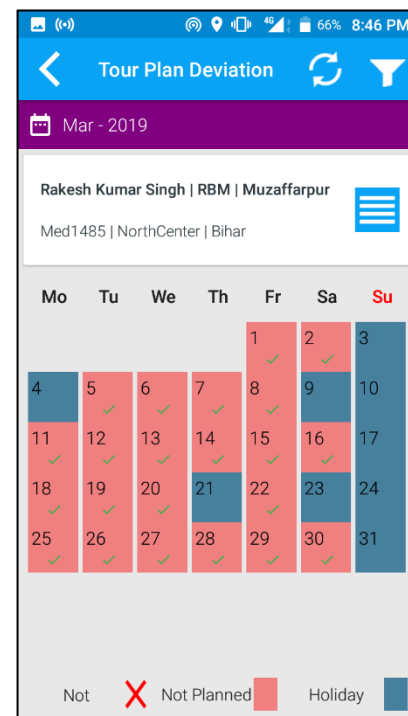 46 66% 8:46 PM
Tour Plan Deviation
Mar - 2019
Rakesh Kumar Singh | RBM | Muzaffarpur
Med1485 | NorthCenter | Bihar
Mo Tu We Th Fr Sa Su
1 2 3
4 5 6 7 8 9 10
11 12 13 14 15 16 17
18 19 20 21 22 23 24
25 26 27 28 29 30 31
Not Not Planned Holiday